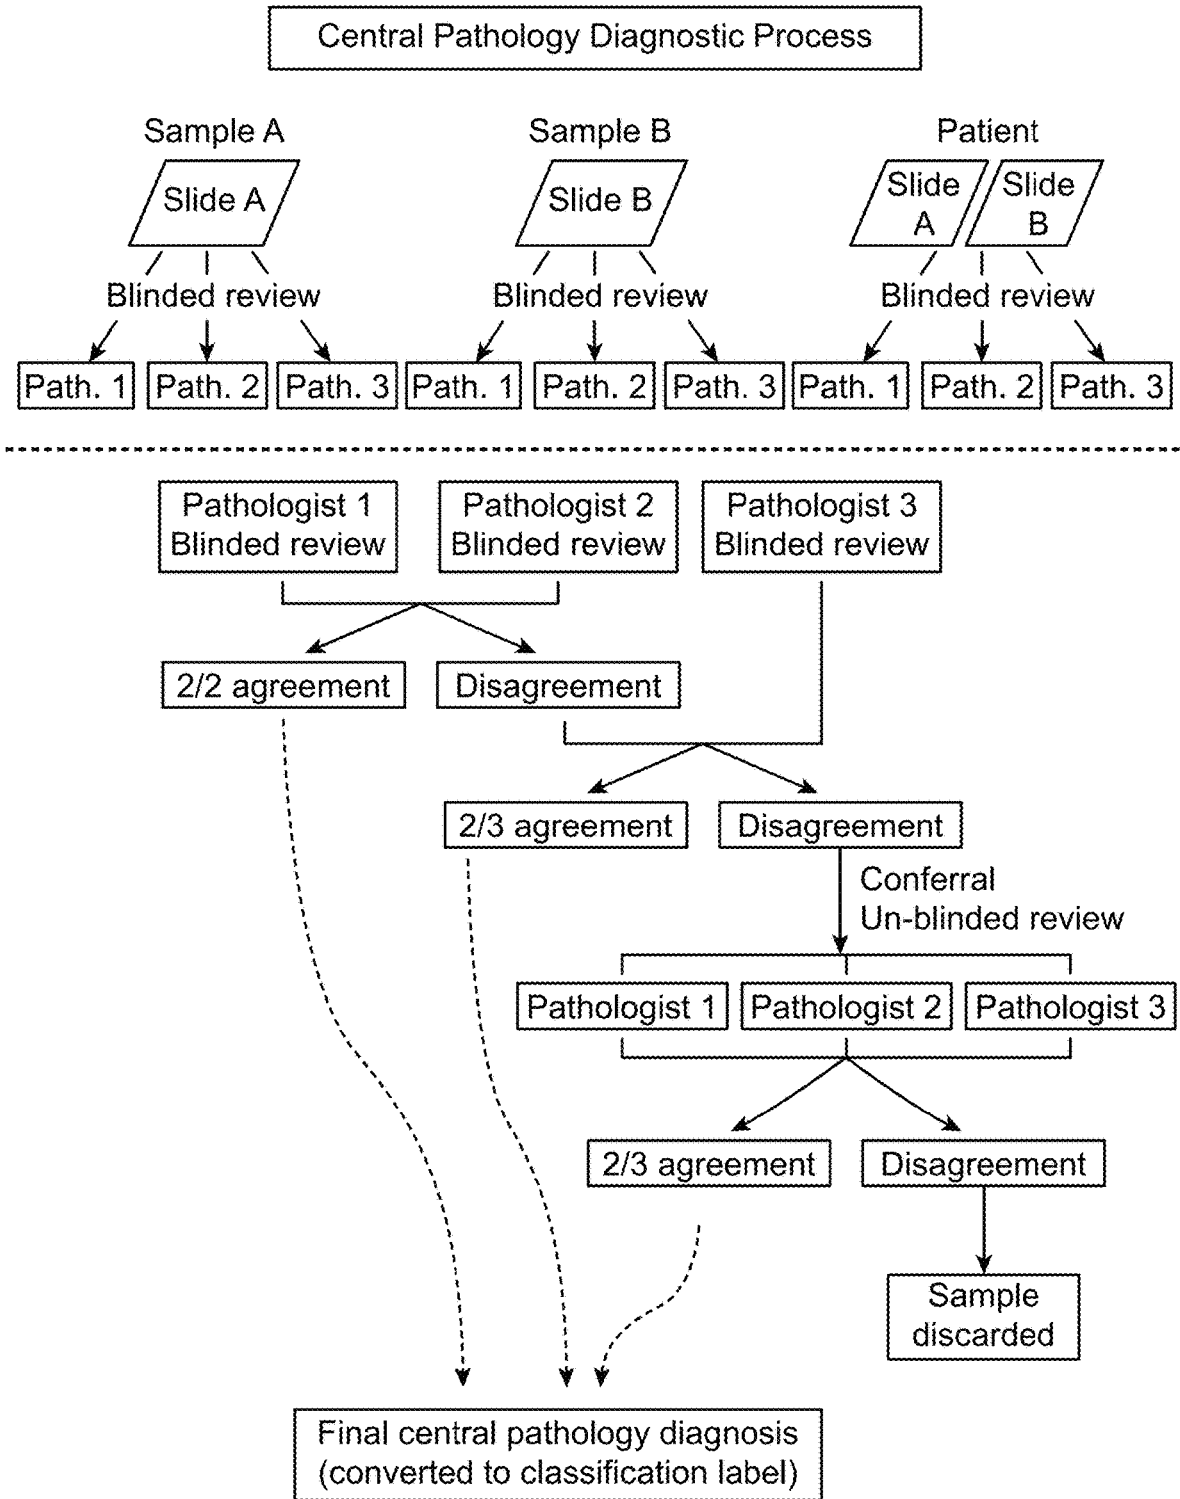 Central Pathology Diagnostic Process
Sample A
Sample B
Patient
Slide A
Slide B
Slide
A
Slide
B
Blinded review
Blinded review
Blinded review
Path. 1
Path. 2
Path. 3
Path. 1
Path. 2
Path. 3
Path. 1
Path. 2
Path. 3
Pathologist 1
Blinded review
Pathologist 2
Blinded review
Pathologist 3
Blinded review
2/2 agreement
Disagreement
2/3 agreement
Disagreement
Conferral
Un-blinded review
Pathologist 1
Pathologist 2
Pathologist 3
2/3 agreement
Disagreement
Sample
discarded
Final central pathology diagnosis
(converted to classification label)